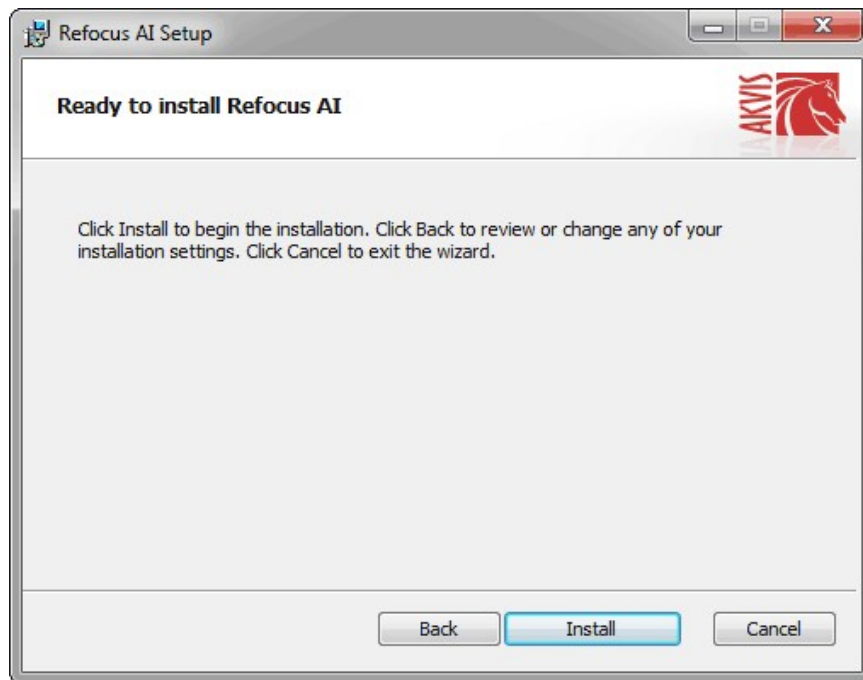 Refocus AI Setup
Ready to install Refocus AI
AKVIS
Click Install to begin the installation. Click Back to review or change any of your
installation settings. Click Cancel to exit the wizard.
Back
Install
Cancel